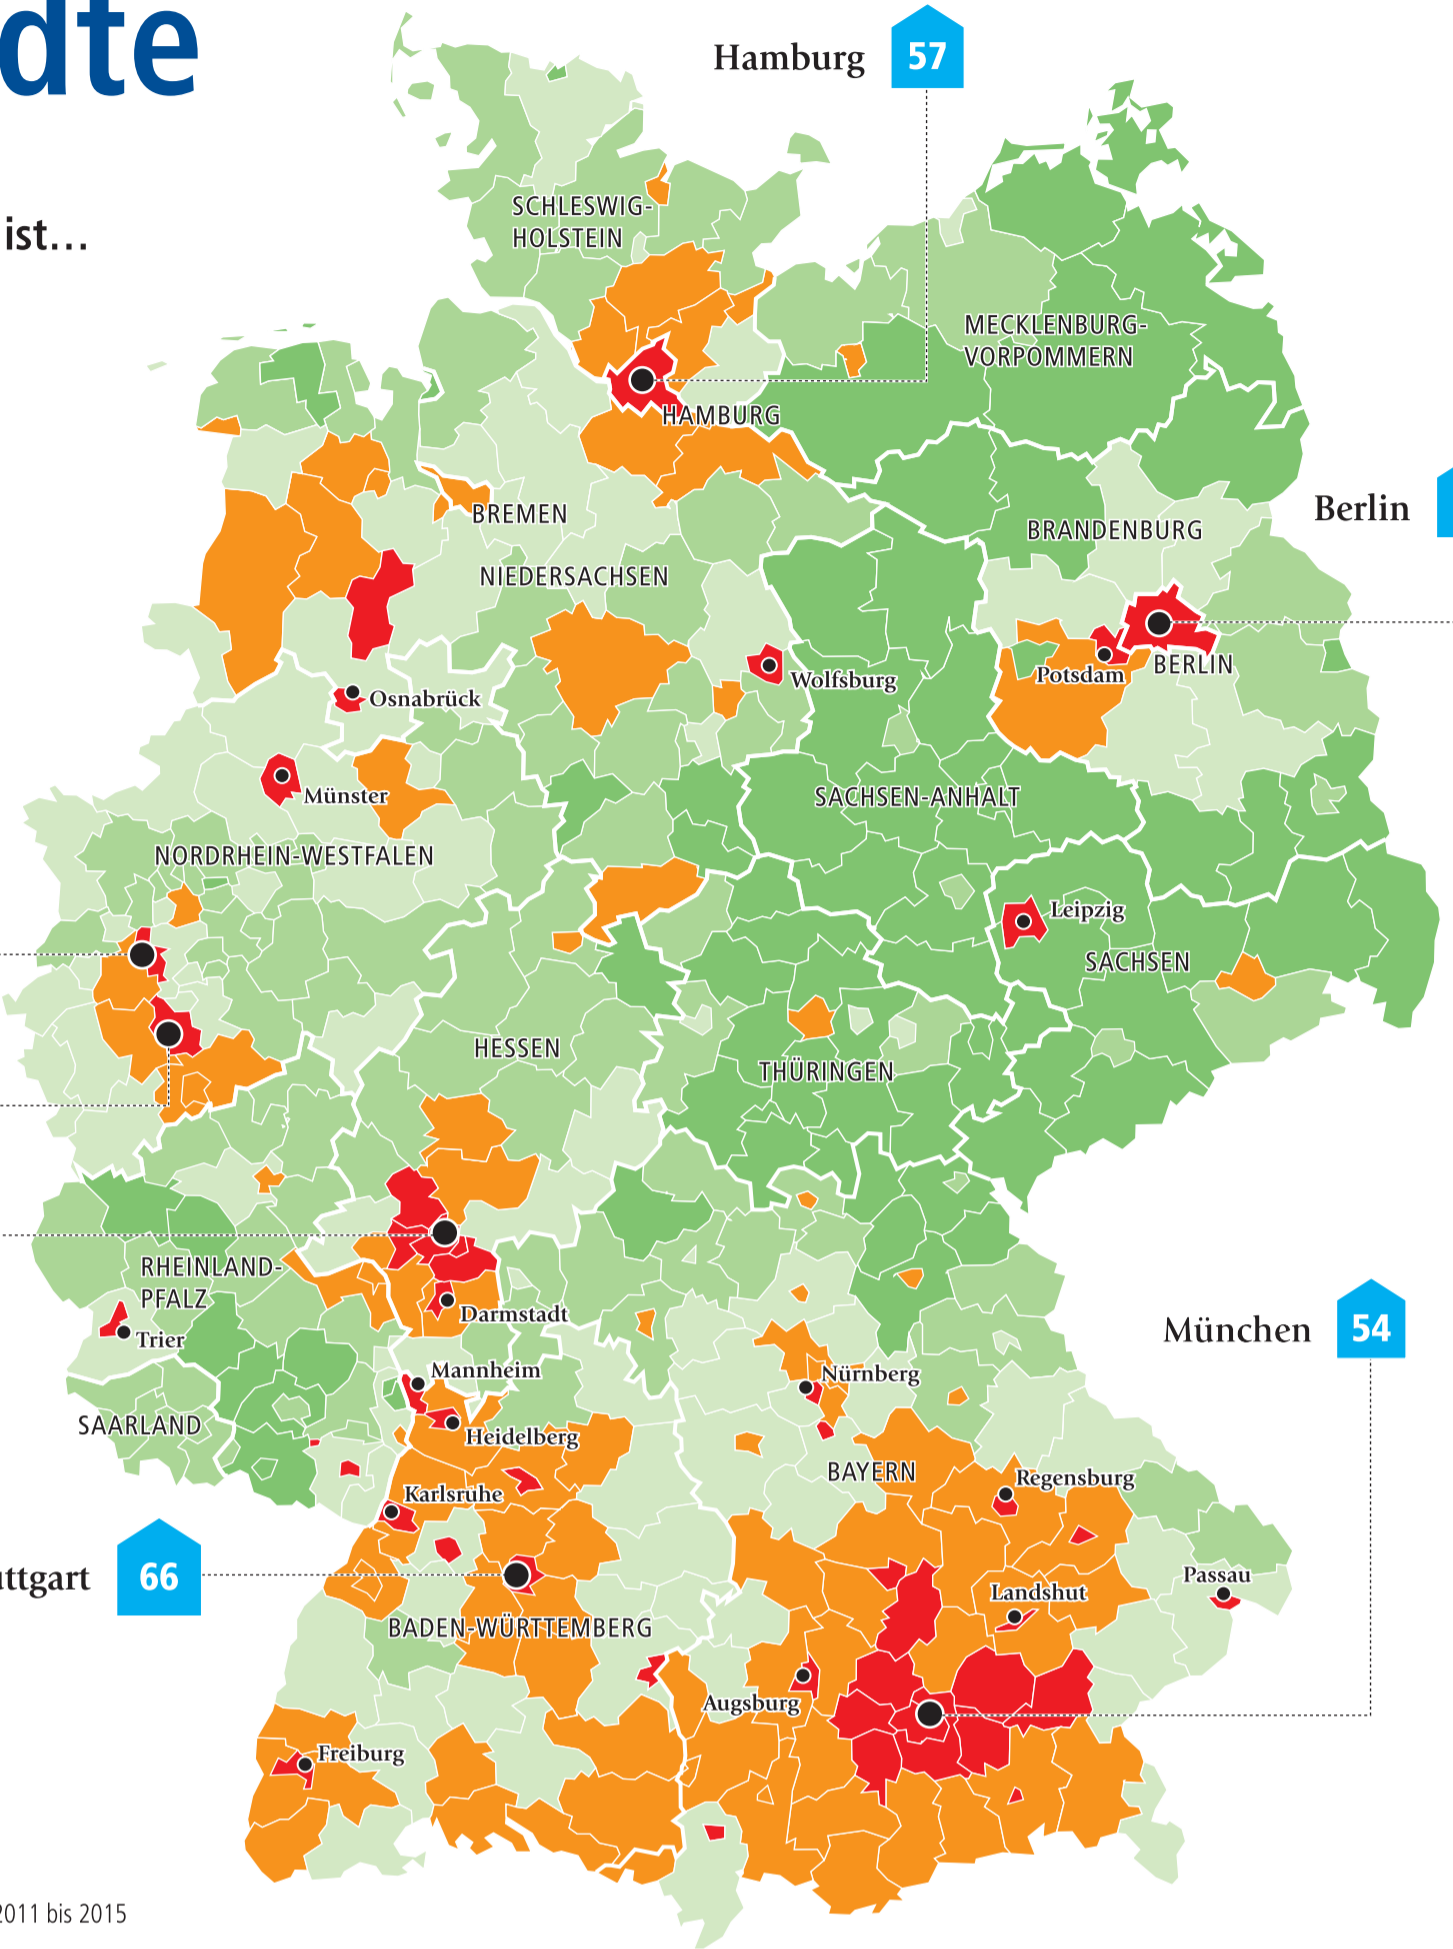 dte
Hamburg 57
ist...
SCHLESWIG-
HOLSTEIN
MECKLENBURG-
VORPOMMERN
HAMBURG
Berlin
BREMEN
BRANDENBURG
NIEDERSACHSEN
Potsdam
BERLIN
Wolfsburg
Osnabrück
Münster
SACHSEN-ANHALT
NORDRHEIN-WESTFALEN
Leipzig
SACHSEN
HESSEN
THÜRINGEN
RHEINLAND-
PFALZ
Darmstadt
Trier
München 54
Mannheim
Nürnberg
SAARLAND
Heidelberg
BAYERN
Regensburg
Karlsruhe
uttgart 66
Passau
Landshut
BADEN-WÜRTTEMBERG
Augsburg
Freiburg
2011 bis 2015